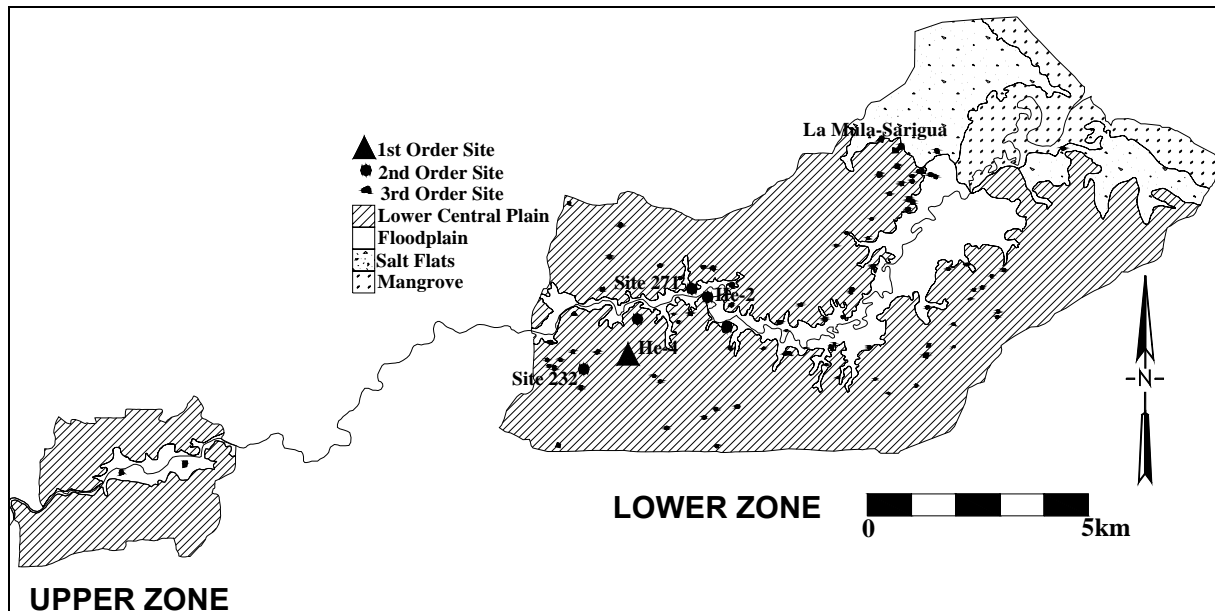 La Mula-Sarigua
1st Order Site
2nd Order Site
3rd Order Site
Lower Central Plain
Floodplain
Salt Flats
Mangrove
Site 271
He-2
He-4
Site 232
-N-
LOWER ZONE
0
5km
UPPER ZONE